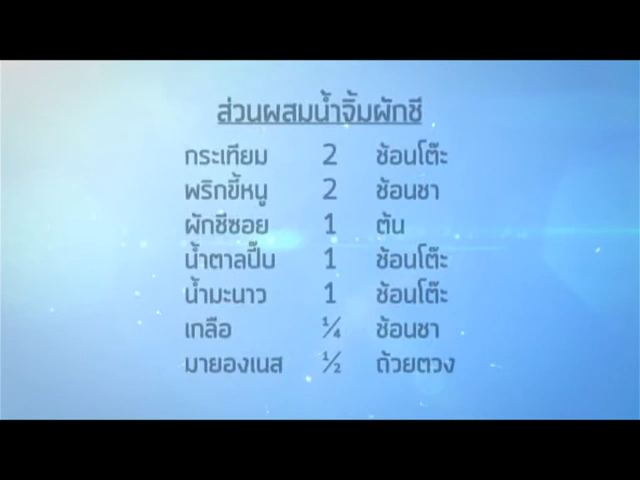 ส่วนผสมน้ำจิ้มผักชี
กระเทียม 2 ช้อนโต๊ะ
พริกขี้หนู 2 ช้อนชา
ผักชีซอย 1 ต้น
น้ำตาลปี๊บ 1 ช้อนโต๊ะ
น้ำมะนาว 1 ช้อนโต๊ะ
เกลือ ¼ ช้อนชา
มายองเนส ½ ถ้วยตวง